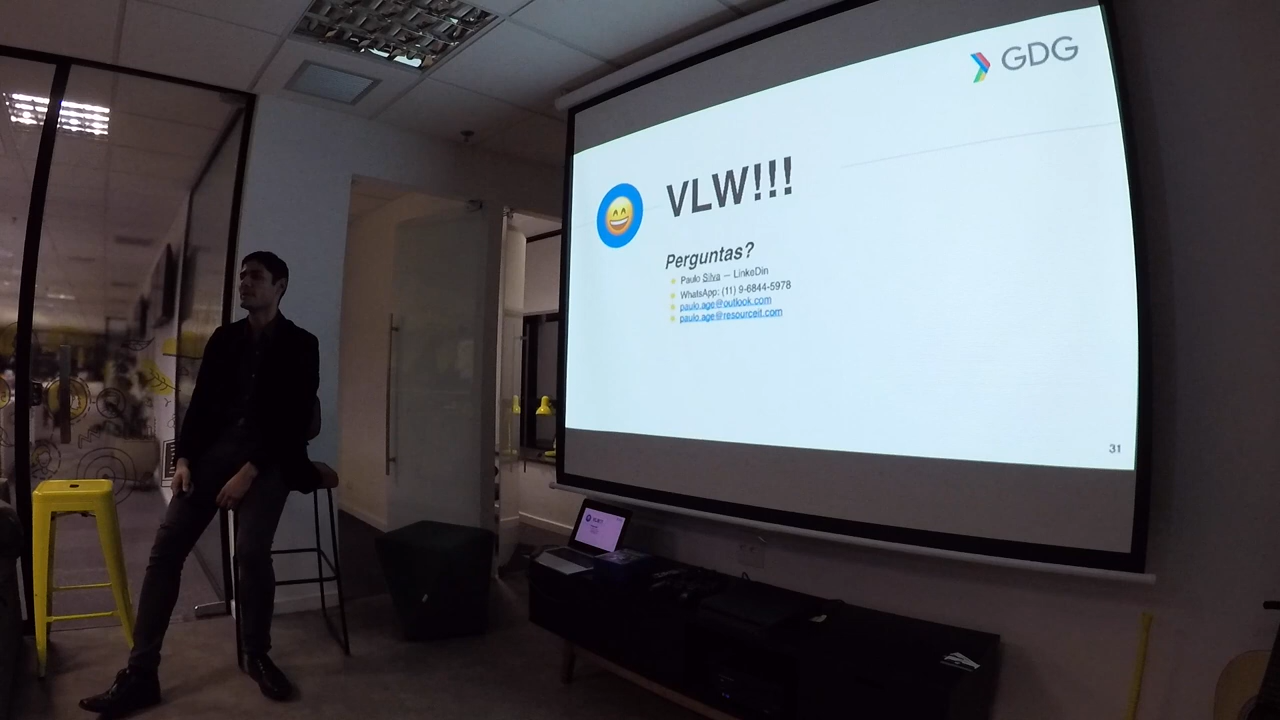 GDG
VLW!!!
Perguntas?
Paulo Silva — LinkeDin
WhatsApp: (11) 9-6844-5978
paulo.age@outlook.com
paulo.age@resourceit.com
31